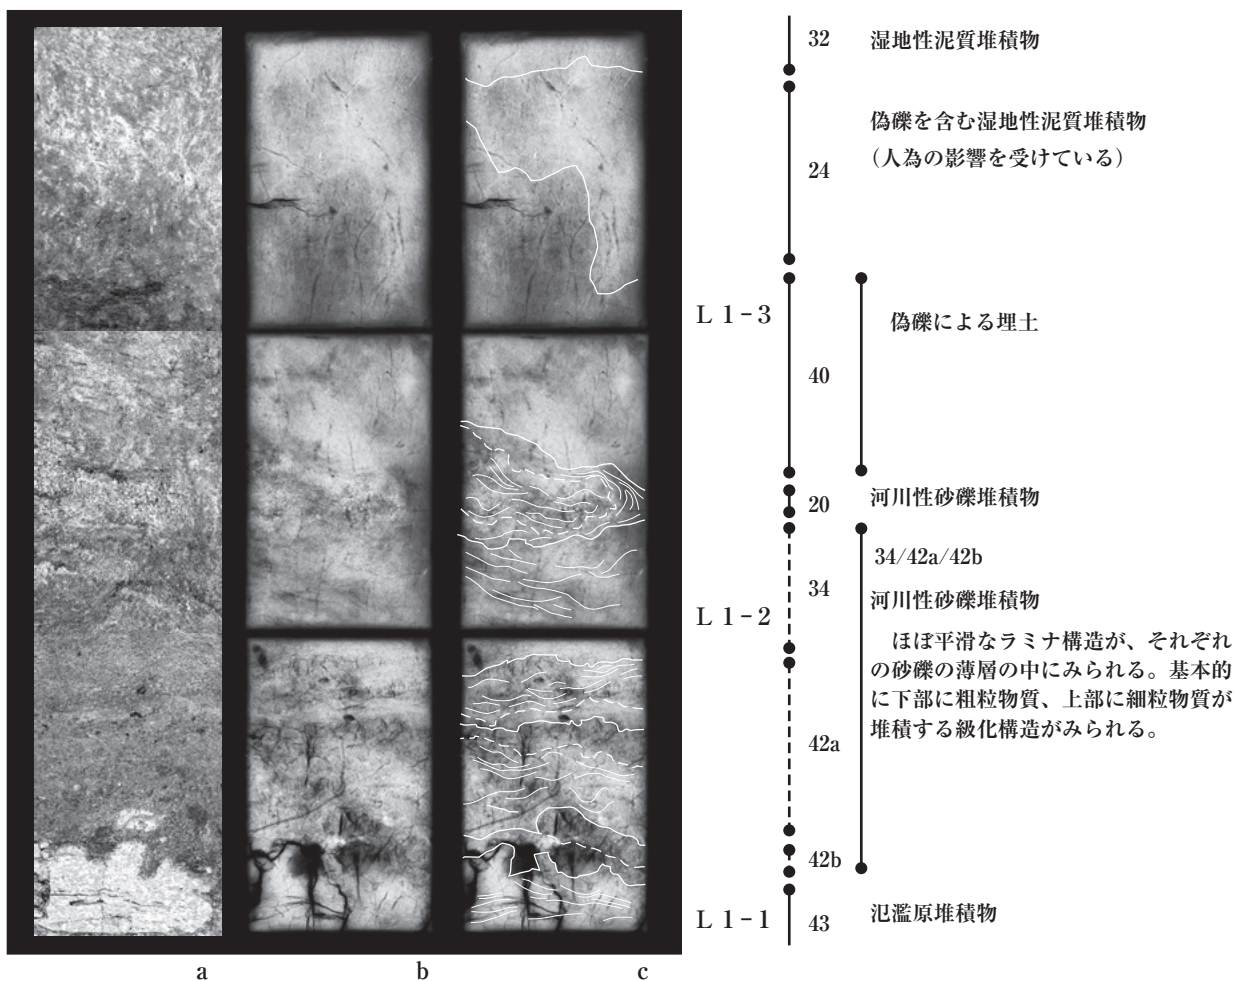 32
湿地性泥質堆積物
偽礫を含む湿地性泥質堆積物
(人為の影響を受けている)
24
L 1-3
偽礫による埋土
40
20
河川性砂礫堆積物
34/42a/42b
34
河川性砂礫堆積物
L 1-2
ほぼ平滑なラミナ構造が、それぞれ
の砂礫の薄層の中にみられる。基本的
に下部に粗粒物質、上部に細粒物質が
堆積する級化構造がみられる。
42a
42b
L 1-1
43
氾濫原堆積物
a
b
c